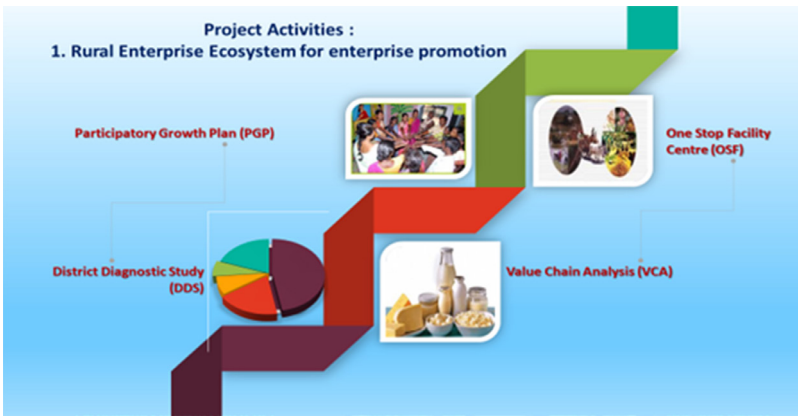 Project Activities :
1. Rural Enterprise Ecosystem for enterprise promotion
Participatory Growth Plan (PGP)
One Stop Facility
Centre (OSF)
District Diagnostic Study
(DDS)
Value Chain Analysis (VCA)